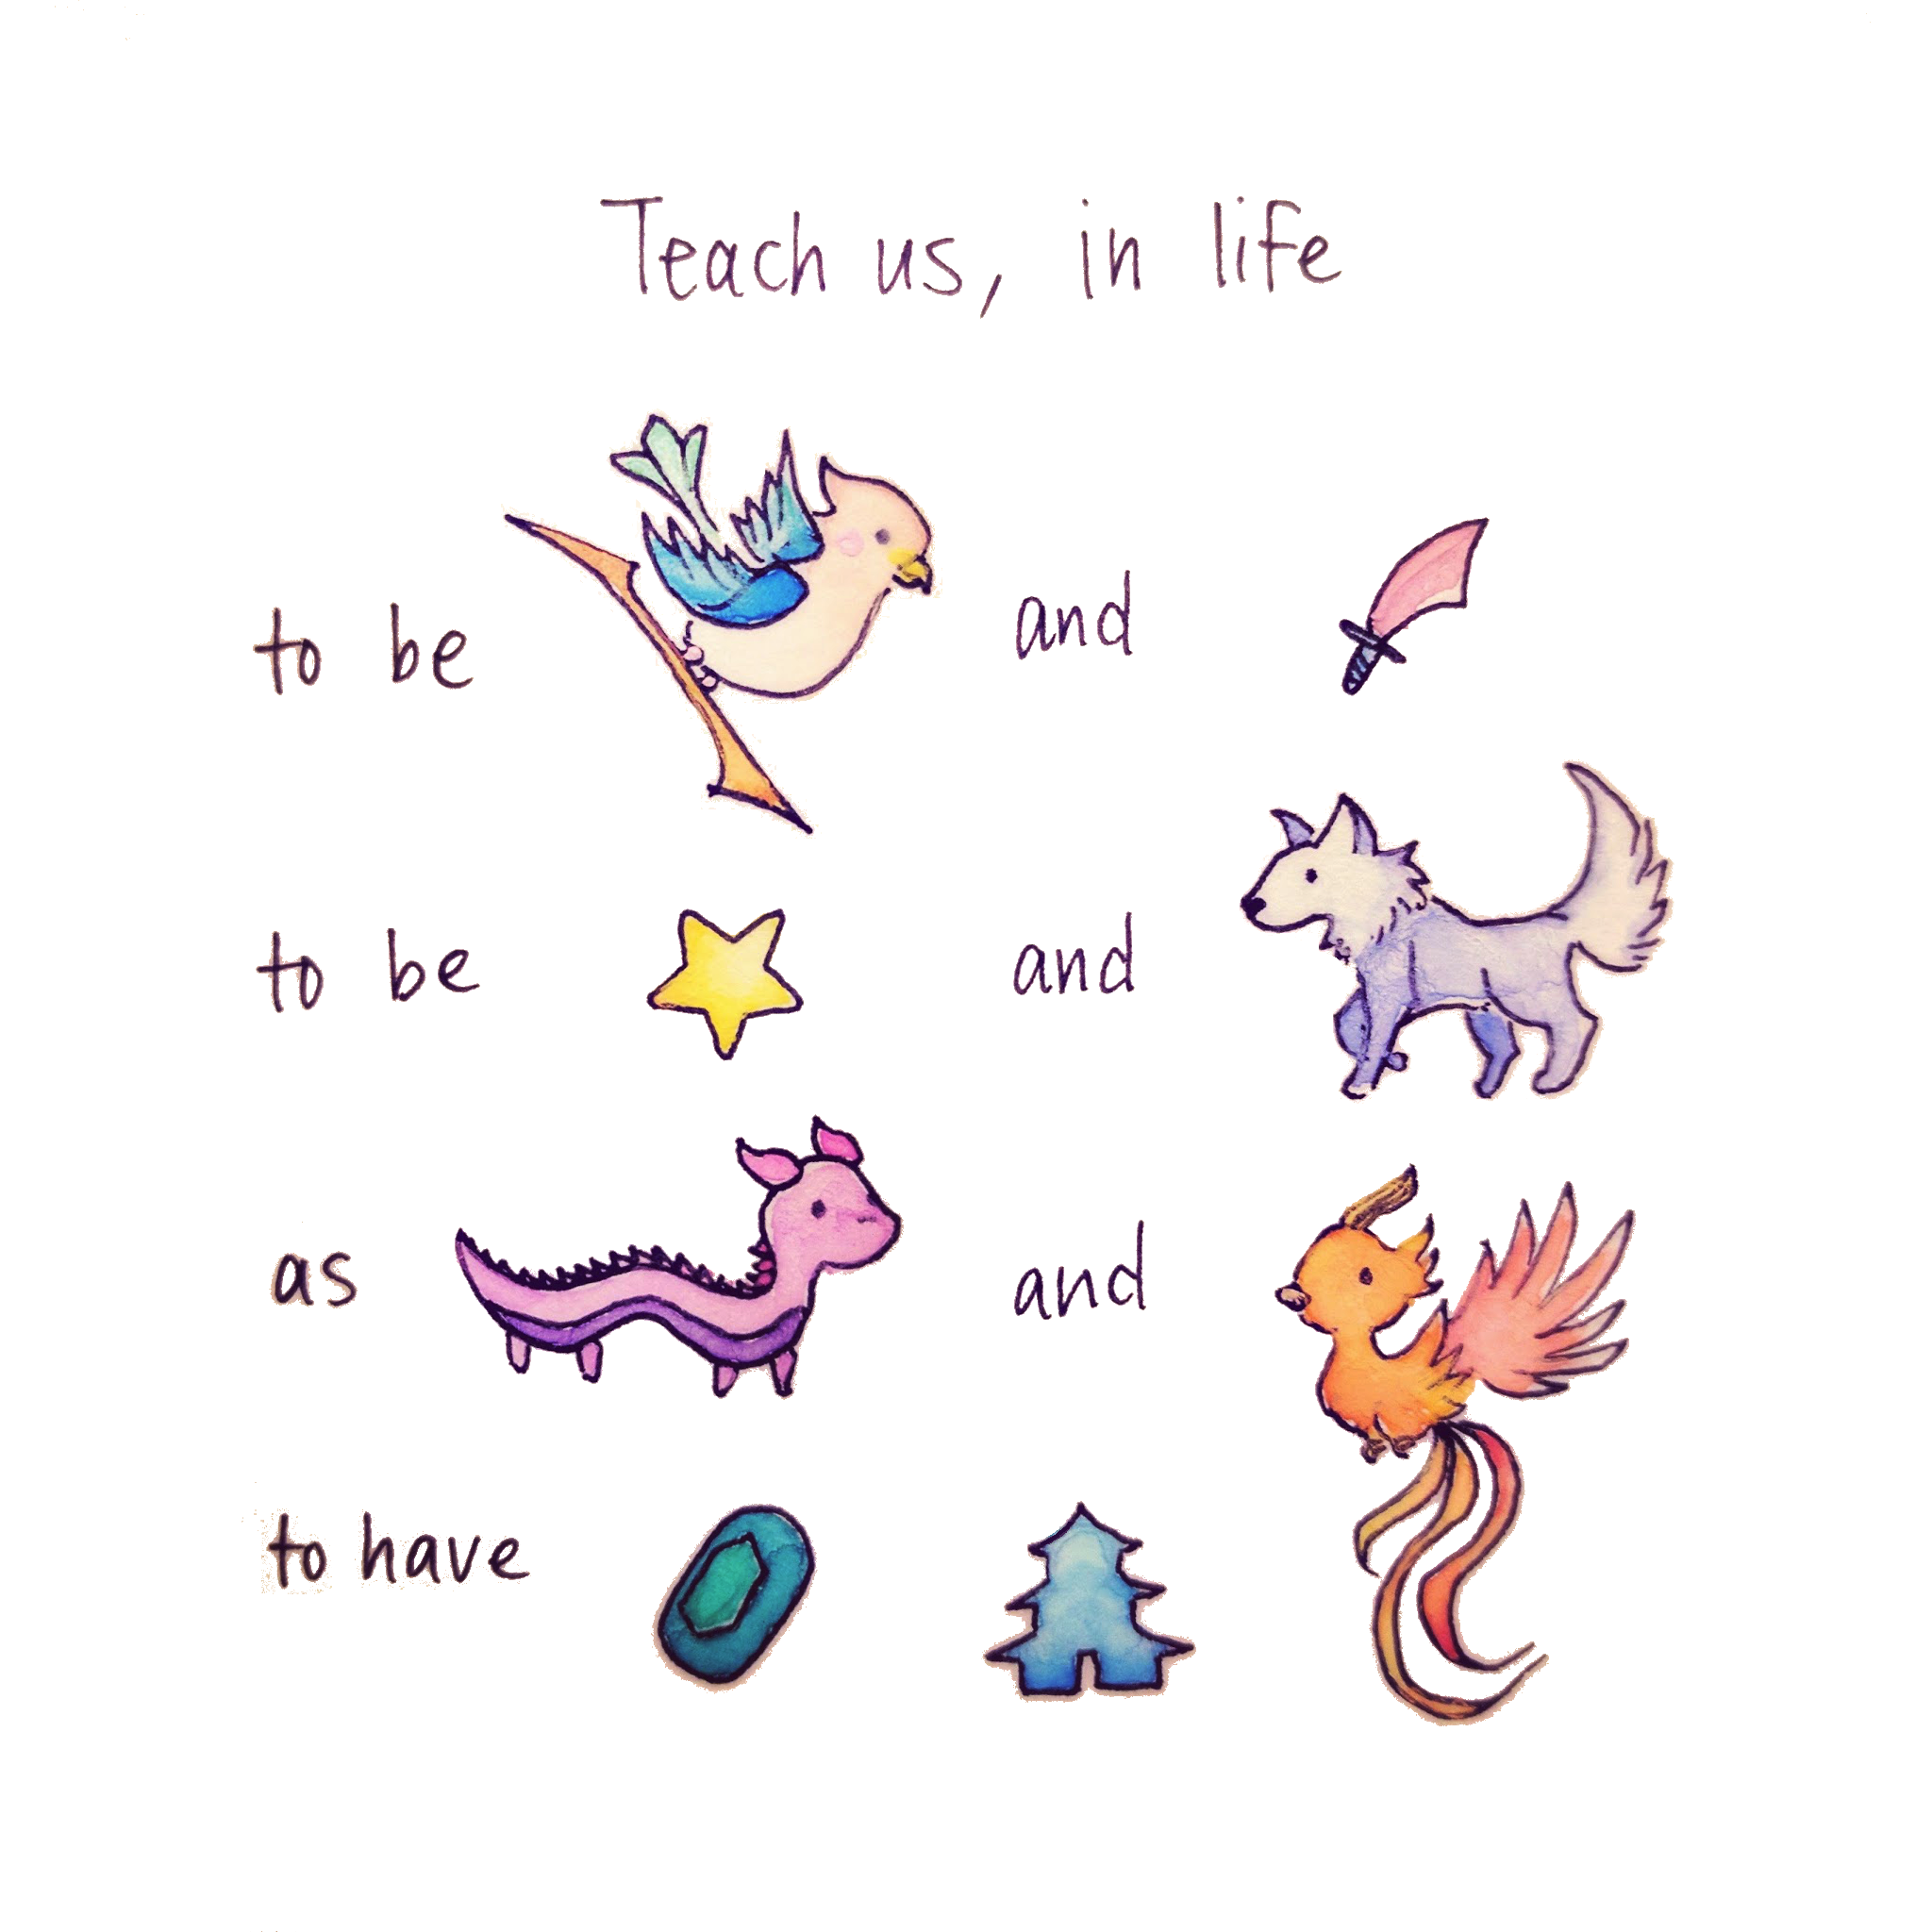 Teach us, in life
to be and
to be and
as and
to have